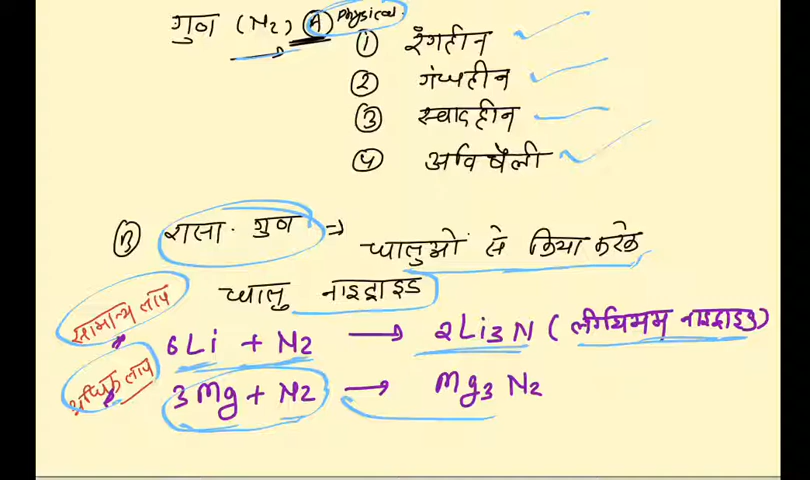 गुण (N2) (A) Physical
① रंगहीन
② गंधहीन
③ स्वादहीन
④ अविषैली
(B) रासा. गुण ⇒ धातुओं से क्रिया करके
धातु नाइट्राइड
सामान्य ताप 6Li + N2 → 2Li3N (लीथियम नाइट्राइड)
अधिक ताप 3Mg + N2 → Mg3N2